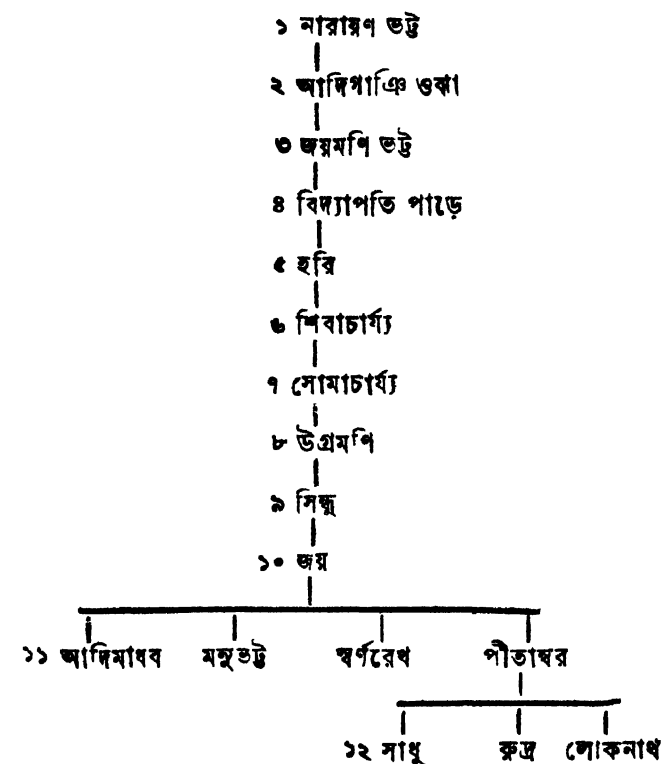 ১ নারায়ণ ভট্ট
২ আদিগাঞি ওঝা
৩ জয়মণি ভট্ট
৪ বিদ্যাপতি পাড়ে
৫ হরি
৬ শিবাচার্য্য
৭ সোমাচার্য্য
৮ উগ্রমণি
৯ সিন্ধু
১০ জয়
১১ আদিমাধব মনুভট্ট স্বর্ণরেখ পীতাম্বর
১২ সাধু রুদ্র লোকনাথ